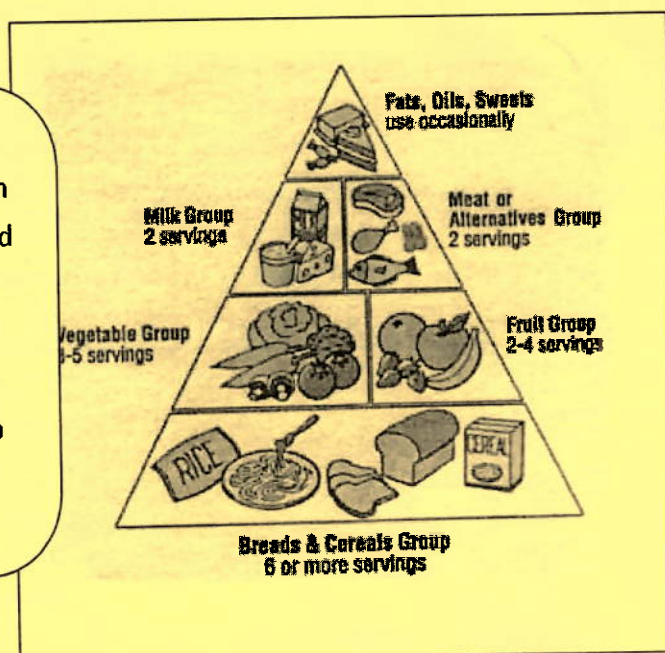 Fats, Oils, Sweets
use occasionally
Milk Group
2 servings
Meat or
Alternatives Group
2 servings
Vegetable Group
-5 servings
Fruit Group
2-4 servings
RICE
CEREAL
Breads & Cereals Group
6 or more servings